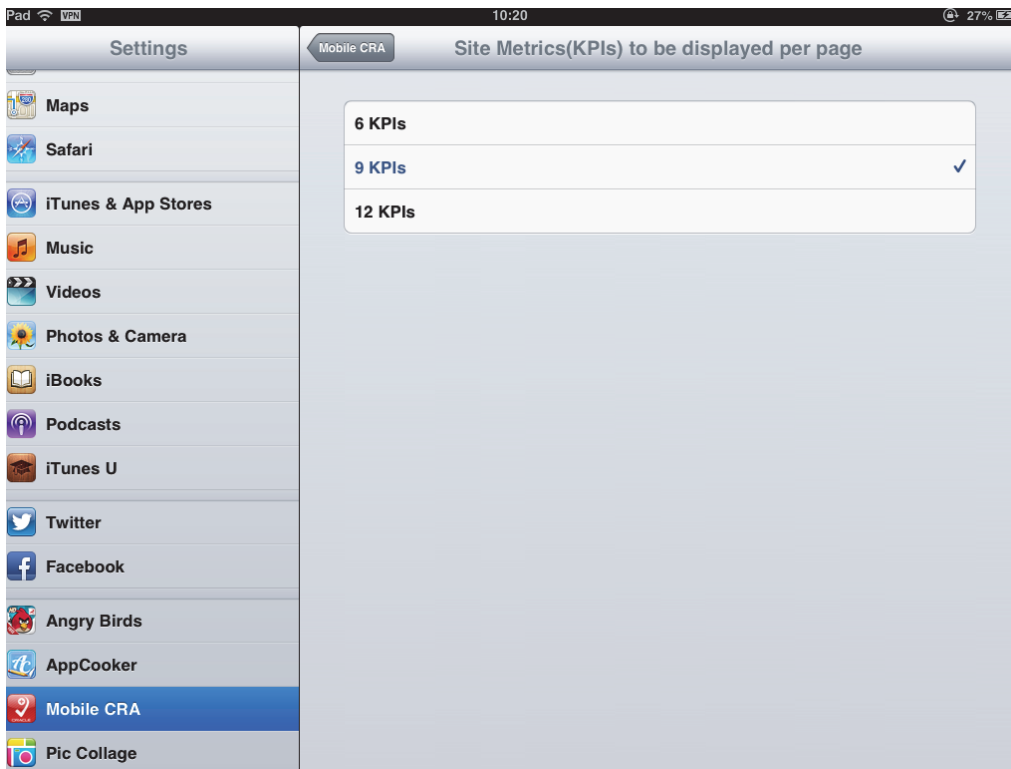 Pad VPN 10:20 27%
Settings
Mobile CRA Site Metrics(KPIs) to be displayed per page
Maps
Safari
iTunes & App Stores
Music
Videos
Photos & Camera
iBooks
Podcasts
iTunes U
Twitter
Facebook
Angry Birds
AppCooker
Mobile CRA
Pic Collage
6 KPIs
9 KPIs ✓
12 KPIs